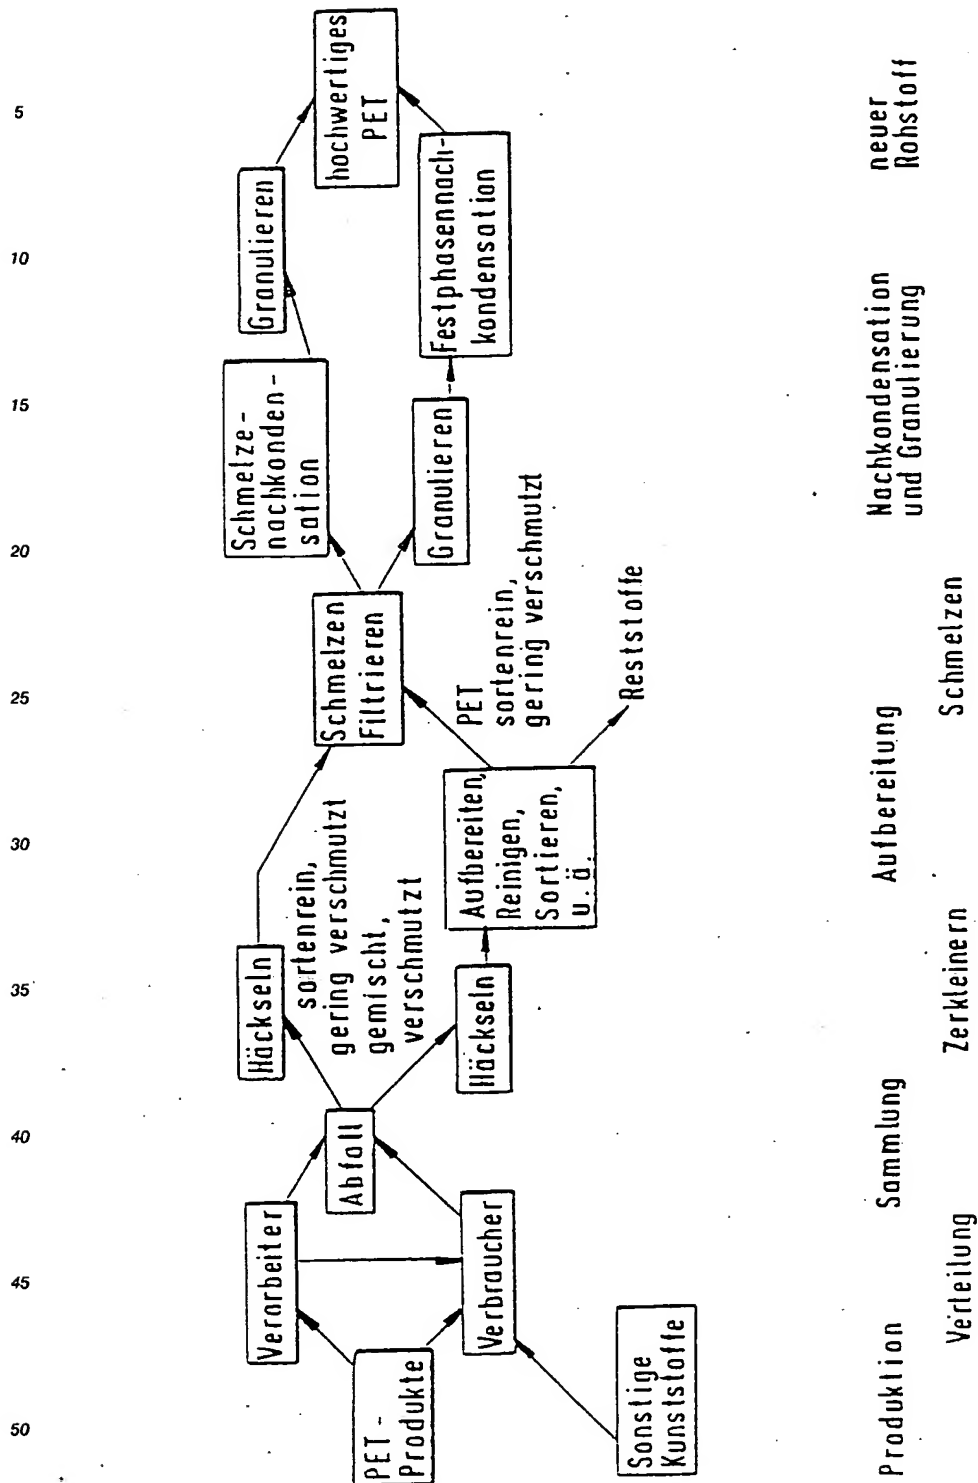 5
10
15
20
25
30
35
40
45
50
PET-
Produkte
Sonstige
Kunststoffe
Verarbeiter
Verbraucher
Abfall
Häckseln
sortenrein,
gering verschmutzt
gemischt,
verschmutzt
Häckseln
Aufbereiten,
Reinigen,
Sortieren,
u.ä.
Schmelzen
Filtrieren
PET
sortenrein,
gering verschmutzt
Reststoffe
Schmelze-
nachkonden-
sation
Granulieren
Granulieren
Festphasennach-
kondensation
hochwertiges
PET
Produktion
Verteilung
Sammlung
Zerkleinern
Aufbereitung
Schmelzen
Nachkondensation
und Granulierung
neuer
Rohstoff